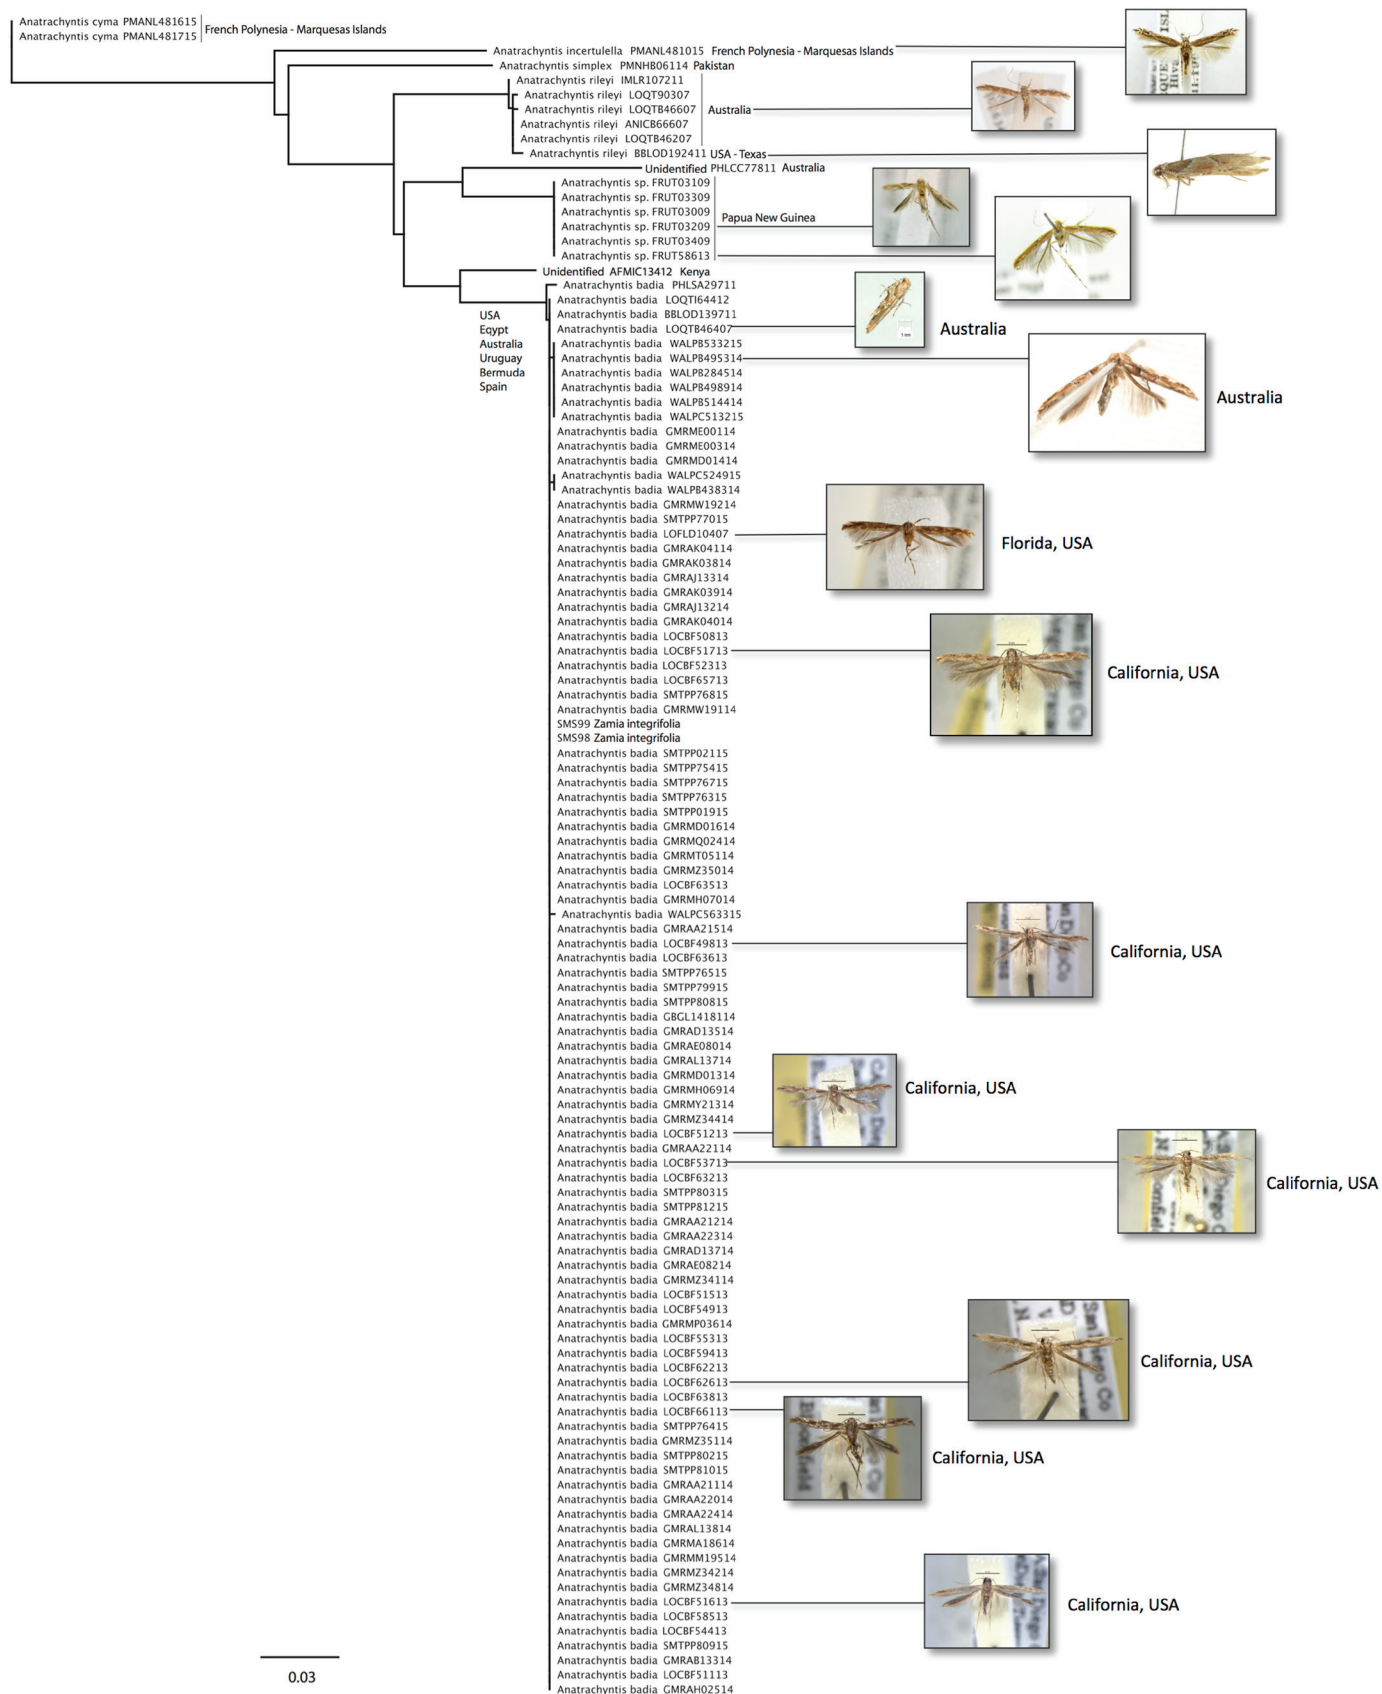 Anatrachyntis cyma PMANL481615
Anatrachyntis cyma PMANL481715
French Polynesia - Marquesas Islands
Anatrachyntis incertulella PMANL481015 French Polynesia - Marquesas Islands
Anatrachyntis simplex PMNHB06114 Pakistan
Anatrachyntis rileyi IMLR107211
Anatrachyntis rileyi LOQT90307
Anatrachyntis rileyi LOQTB46607
Australia
Anatrachyntis rileyi ANICB66607
Anatrachyntis rileyi LOQTB46207
Anatrachyntis rileyi BBLOD192411 USA - Texas
Unidentified PHLCC77811 Australia
Anatrachyntis sp. FRUT03109
Anatrachyntis sp. FRUT03309
Anatrachyntis sp. FRUT03009
Papua New Guinea
Anatrachyntis sp. FRUT03209
Anatrachyntis sp. FRUT03409
Anatrachyntis sp. FRUT58613
Unidentified AFMIC13412 Kenya
Anatrachyntis badia PHLSA29711
Anatrachyntis badia LOQTI64412
Anatrachyntis badia BBLOD139711
Anatrachyntis badia LOQTB46407
Australia
USA
Eqypt
Australia
Uruguay
Bermuda
Spain
Anatrachyntis badia WALPB533215
Anatrachyntis badia WALPB495314
Australia
Anatrachyntis badia WALPB284514
Anatrachyntis badia WALPB498914
Anatrachyntis badia WALPB514414
Anatrachyntis badia WALPC513215
Anatrachyntis badia GMRME00114
Anatrachyntis badia GMRME00314
Anatrachyntis badia GMRMD01414
Anatrachyntis badia WALPC524915
Anatrachyntis badia WALPB438314
Anatrachyntis badia GMRMW19214
Anatrachyntis badia SMTPP77015
Anatrachyntis badia LOFLD10407
Florida, USA
Anatrachyntis badia GMRAK04114
Anatrachyntis badia GMRAK03814
Anatrachyntis badia GMRAJ13314
Anatrachyntis badia GMRAK03914
Anatrachyntis badia GMRAJ13214
Anatrachyntis badia GMRAK04014
Anatrachyntis badia LOCBF50813
Anatrachyntis badia LOCBF51713
California, USA
Anatrachyntis badia LOCBF52313
Anatrachyntis badia LOCBF65713
Anatrachyntis badia SMTPP76815
Anatrachyntis badia GMRMW19114
SMS99 Zamia integrifolia
SMS98 Zamia integrifolia
Anatrachyntis badia SMTPP02115
Anatrachyntis badia SMTPP75415
Anatrachyntis badia SMTPP76715
Anatrachyntis badia SMTPP76315
Anatrachyntis badia SMTPP01915
Anatrachyntis badia GMRMD01614
Anatrachyntis badia GMRMQ02414
Anatrachyntis badia GMRMT05114
Anatrachyntis badia GMRMZ35014
Anatrachyntis badia LOCBF63513
Anatrachyntis badia GMRMH07014
Anatrachyntis badia WALPC563315
Anatrachyntis badia GMRAA21514
Anatrachyntis badia LOCBF49813
California, USA
Anatrachyntis badia LOCBF63613
Anatrachyntis badia SMTPP76515
Anatrachyntis badia SMTPP79915
Anatrachyntis badia SMTPP80815
Anatrachyntis badia GBGL1418114
Anatrachyntis badia GMRAD13514
Anatrachyntis badia GMRAE08014
Anatrachyntis badia GMRAL13714
Anatrachyntis badia GMRMD01314
Anatrachyntis badia GMRMH06914
California, USA
Anatrachyntis badia GMRMY21314
Anatrachyntis badia GMRMZ34414
Anatrachyntis badia LOCBF51213
Anatrachyntis badia GMRAA22114
Anatrachyntis badia LOCBF53713
California, USA
Anatrachyntis badia LOCBF63213
Anatrachyntis badia SMTPP80315
Anatrachyntis badia SMTPP81215
Anatrachyntis badia GMRAA21214
Anatrachyntis badia GMRAA22314
Anatrachyntis badia GMRAD13714
Anatrachyntis badia GMRAE08214
Anatrachyntis badia GMRMZ34114
Anatrachyntis badia LOCBF51513
Anatrachyntis badia LOCBF54913
Anatrachyntis badia GMRMP03614
Anatrachyntis badia LOCBF55313
Anatrachyntis badia LOCBF59413
Anatrachyntis badia LOCBF62213
California, USA
Anatrachyntis badia LOCBF62613
Anatrachyntis badia LOCBF63813
Anatrachyntis badia LOCBF66113
Anatrachyntis badia SMTPP76415
Anatrachyntis badia GMRMZ35114
Anatrachyntis badia SMTPP80215
California, USA
Anatrachyntis badia SMTPP81015
Anatrachyntis badia GMRAA21114
Anatrachyntis badia GMRAA22014
Anatrachyntis badia GMRAA22414
Anatrachyntis badia GMRAL13814
Anatrachyntis badia GMRMA18614
Anatrachyntis badia GMRMM19514
Anatrachyntis badia GMRMZ34214
Anatrachyntis badia GMRMZ34814
Anatrachyntis badia LOCBF51613
California, USA
Anatrachyntis badia LOCBF58513
Anatrachyntis badia LOCBF54413
Anatrachyntis badia SMTPP80915
Anatrachyntis badia GMRAB13314
Anatrachyntis badia LOCBF51113
Anatrachyntis badia GMRAH02514
0.03